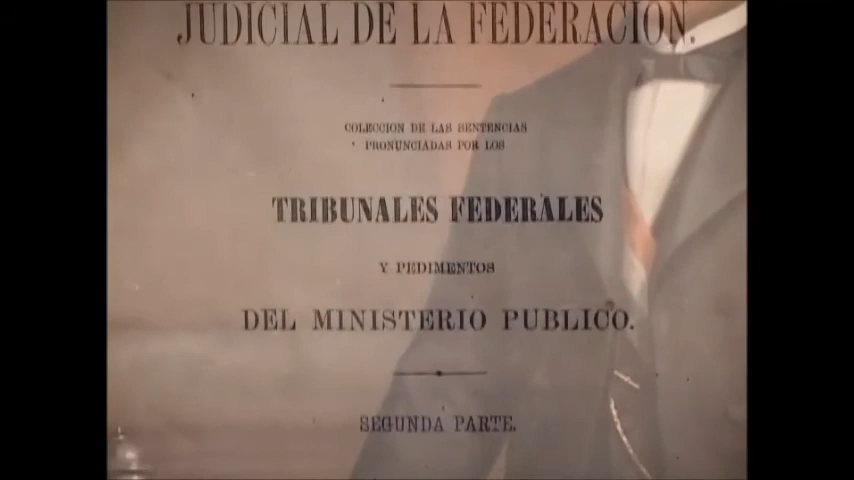 JUDICIAL DE LA FEDERACION.
COLECCION DE LAS SENTENCIAS
PRONUNCIADAS POR LOS
TRIBUNALES FEDERALES
Y PEDIMENTOS
DEL MINISTERIO PUBLICO.
SEGUNDA PARTE.